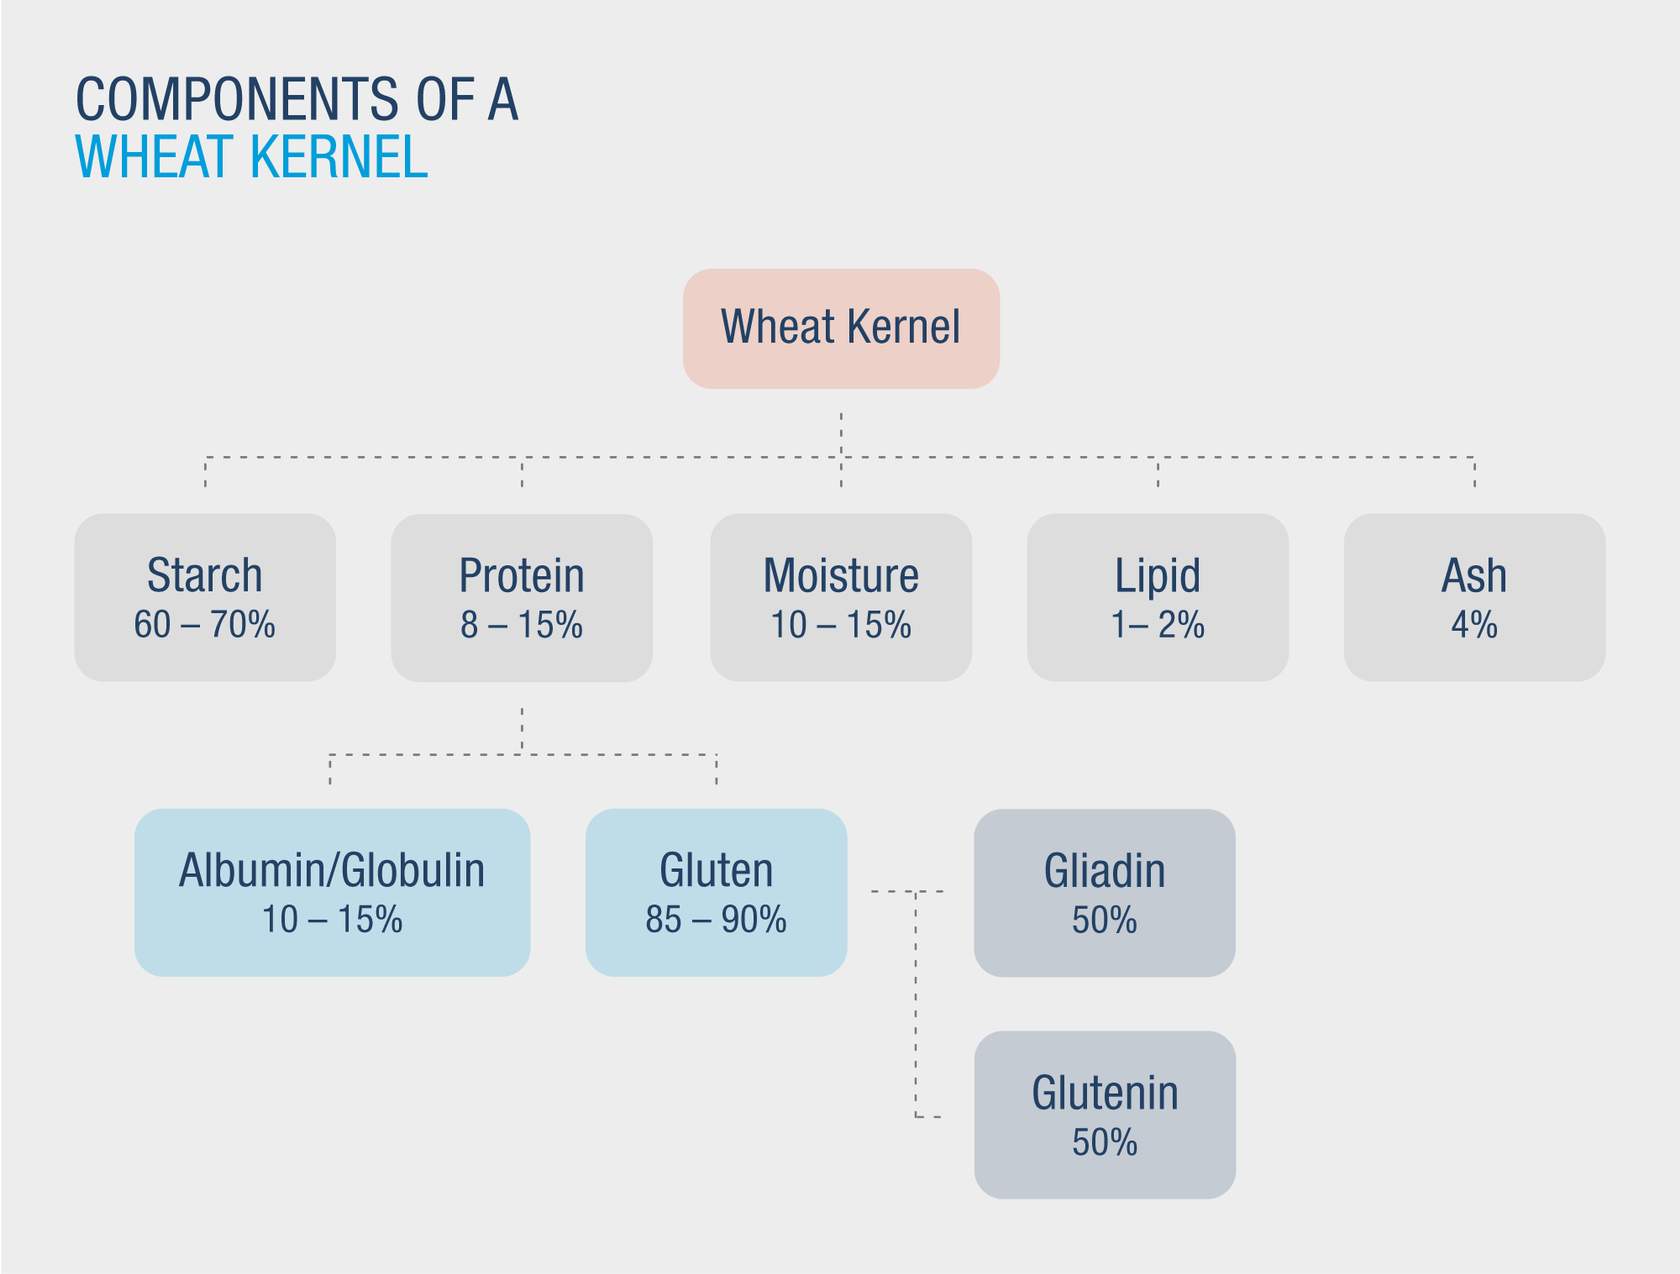 COMPONENTS OF A
WHEAT KERNEL
Wheat Kernel
Starch
60 – 70%
Protein
8 – 15%
Moisture
10 – 15%
Lipid
1– 2%
Ash
4%
Albumin/Globulin
10 – 15%
Gluten
85 – 90%
Gliadin
50%
Glutenin
50%